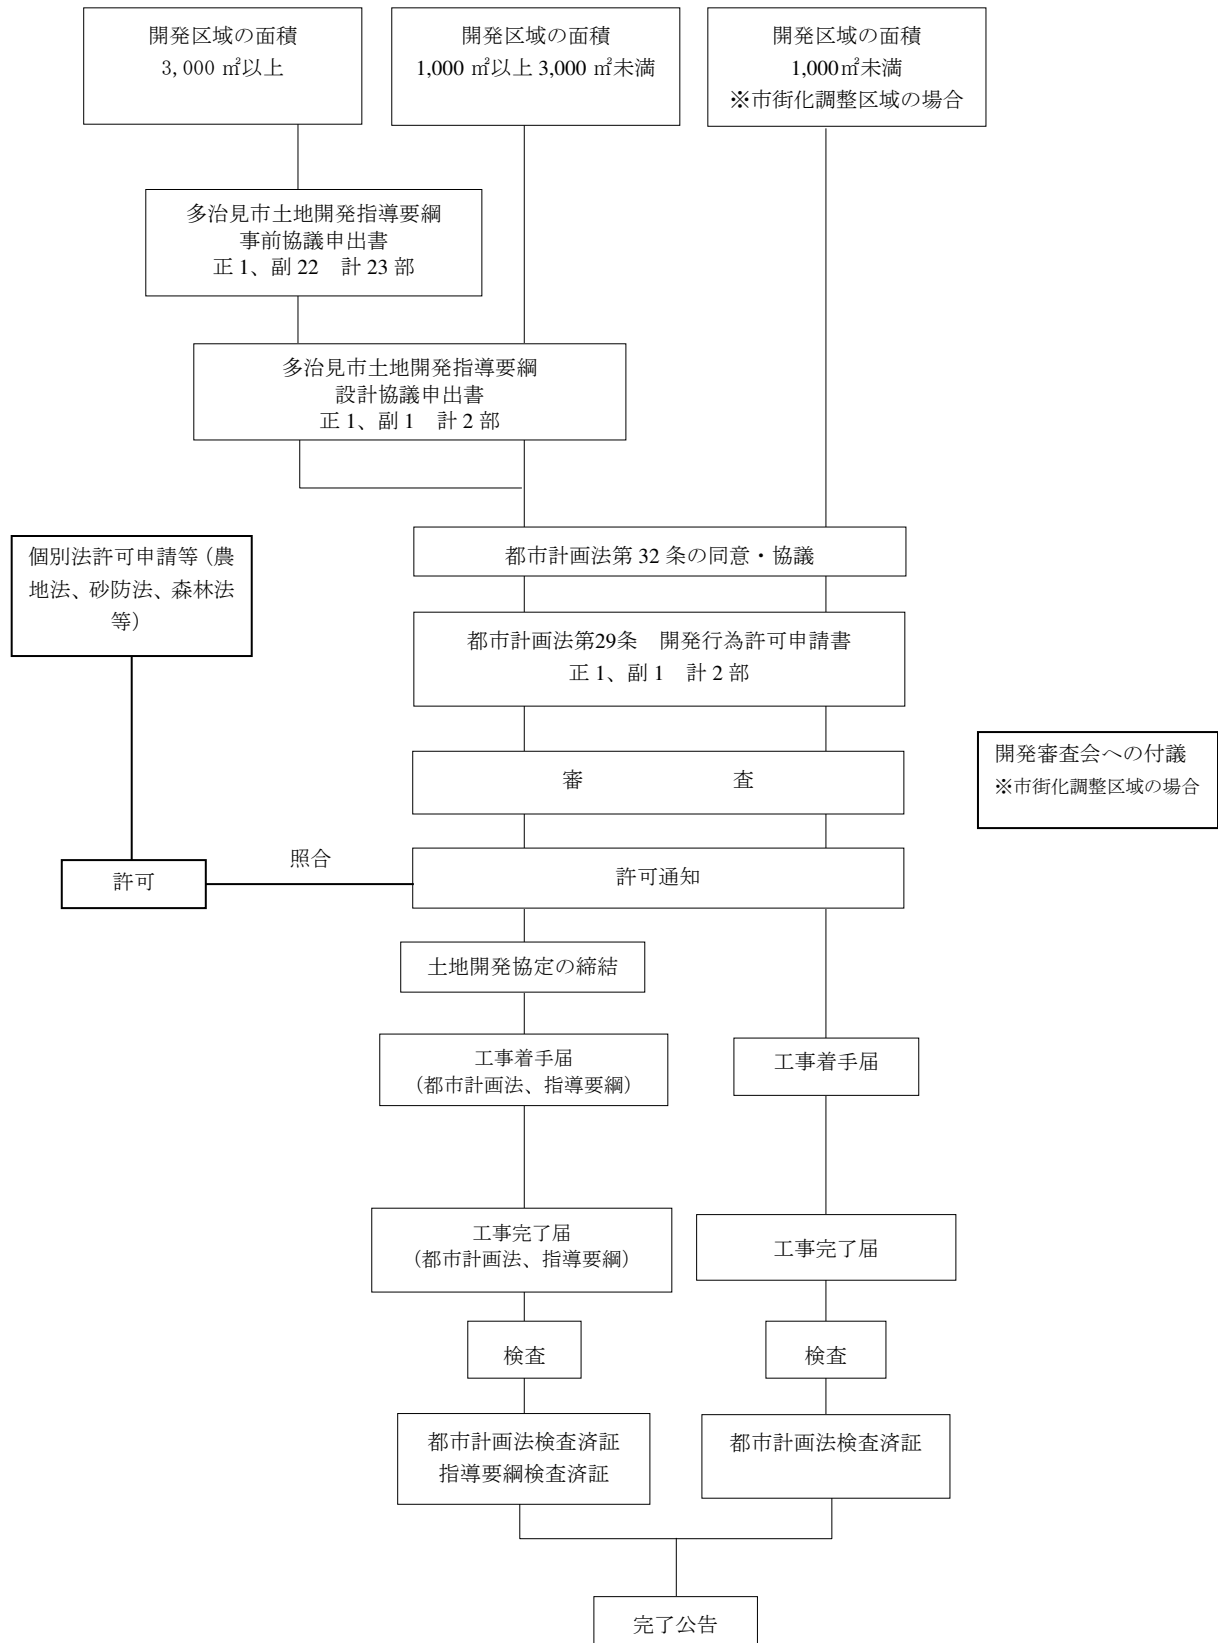 開発区域の面積
3,000 ㎡以上
開発区域の面積
1,000 ㎡以上 3,000 ㎡未満
開発区域の面積
1,000㎡未満
※市街化調整区域の場合
多治見市土地開発指導要綱
事前協議申出書
正 1、副 22　計 23 部
多治見市土地開発指導要綱
設計協議申出書
正 1、副 1　計 2 部
個別法許可申請等（農
地法、砂防法、森林法
等）
都市計画法第 32 条の同意・協議
都市計画法第29条　開発行為許可申請書
正 1、副 1　計 2 部
審　　　　　　　査
開発審査会への付議
※市街化調整区域の場合
許可
照合
許可通知
土地開発協定の締結
工事着手届
（都市計画法、指導要綱）
工事着手届
工事完了届
（都市計画法、指導要綱）
工事完了届
検査
検査
都市計画法検査済証
指導要綱検査済証
都市計画法検査済証
完了公告